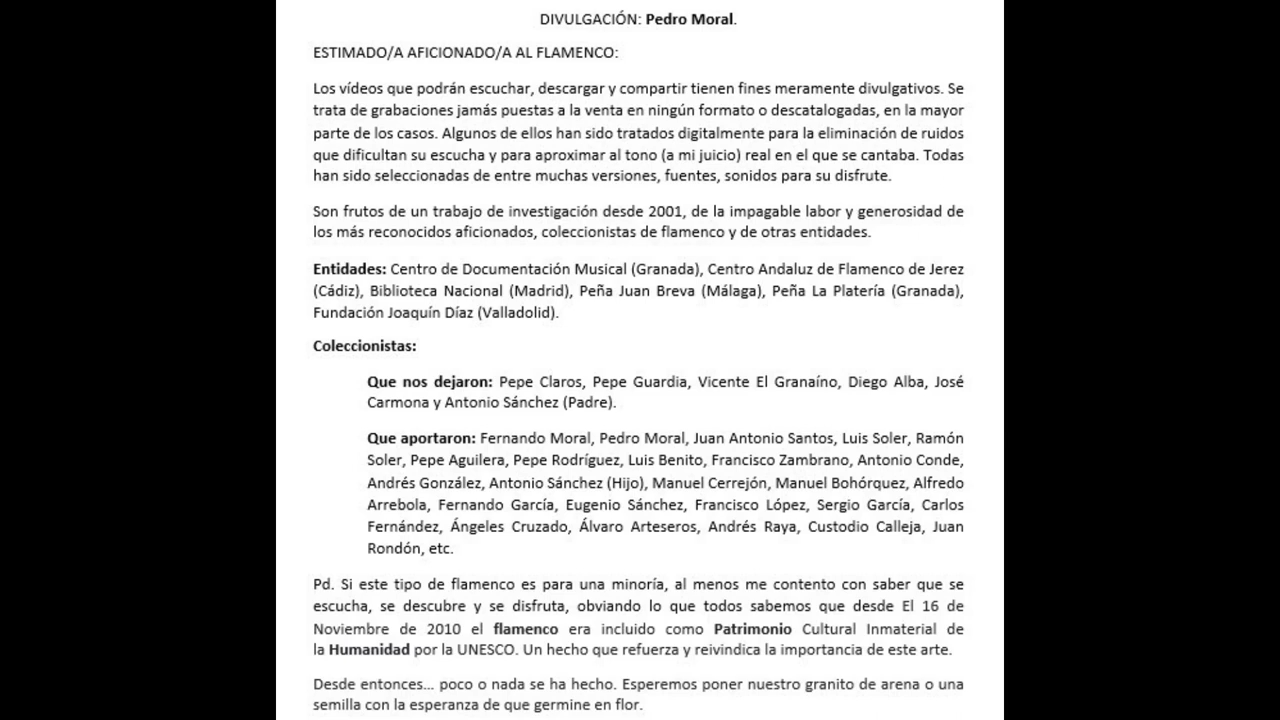 DIVULGACIÓN: Pedro Moral.
ESTIMADO/A AFICIONADO/A AL FLAMENCO:
Los vídeos que podrán escuchar, descargar y compartir tienen fines meramente divulgativos. Se
trata de grabaciones jamás puestas a la venta en ningún formato o descatalogadas, en la mayor
parte de los casos. Algunos de ellos han sido tratados digitalmente para la eliminación de ruidos
que dificultan su escucha y para aproximar al tono (a mi juicio) real en el que se cantaba. Todas
han sido seleccionadas de entre muchas versiones, fuentes, sonidos para su disfrute.
Son frutos de un trabajo de investigación desde 2001, de la impagable labor y generosidad de
los más reconocidos aficionados, coleccionistas de flamenco y de otras entidades.
Entidades: Centro de Documentación Musical (Granada), Centro Andaluz de Flamenco de Jerez
(Cádiz), Biblioteca Nacional (Madrid), Peña Juan Breva (Málaga), Peña La Platería (Granada),
Fundación Joaquín Díaz (Valladolid).
Coleccionistas:
Que nos dejaron: Pepe Claros, Pepe Guardia, Vicente El Granaíno, Diego Alba, José
Carmona y Antonio Sánchez (Padre).
Que aportaron: Fernando Moral, Pedro Moral, Juan Antonio Santos, Luis Soler, Ramón
Soler, Pepe Aguilera, Pepe Rodríguez, Luis Benito, Francisco Zambrano, Antonio Conde,
Andrés González, Antonio Sánchez (Hijo), Manuel Cerrejón, Manuel Bohórquez, Alfredo
Arrebola, Fernando García, Eugenio Sánchez, Francisco López, Sergio García, Carlos
Fernández, Ángeles Cruzado, Álvaro Arteseros, Andrés Raya, Custodio Calleja, Juan
Rondón, etc.
Pd. Si este tipo de flamenco es para una minoría, al menos me contento con saber que se
escucha, se descubre y se disfruta, obviando lo que todos sabemos que desde El 16 de
Noviembre de 2010 el flamenco era incluido como Patrimonio Cultural Inmaterial de
la Humanidad por la UNESCO. Un hecho que refuerza y reivindica la importancia de este arte.
Desde entonces... poco o nada se ha hecho. Esperemos poner nuestro granito de arena o una
semilla con la esperanza de que germine en flor.